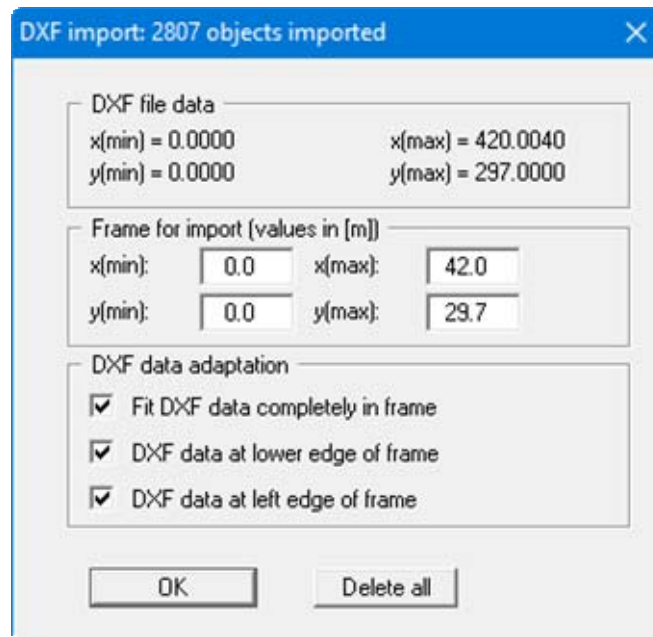 DXF import: 2807 objects imported
DXF file data
x(min) = 0.0000 x(max) = 420.0040
y(min) = 0.0000 y(max) = 297.0000
Frame for import (values in [m])
x(min): 0.0 x(max): 42.0
y(min): 0.0 y(max): 29.7
DXF data adaptation
Fit DXF data completely in frame
DXF data at lower edge of frame
DXF data at left edge of frame
OK Delete all